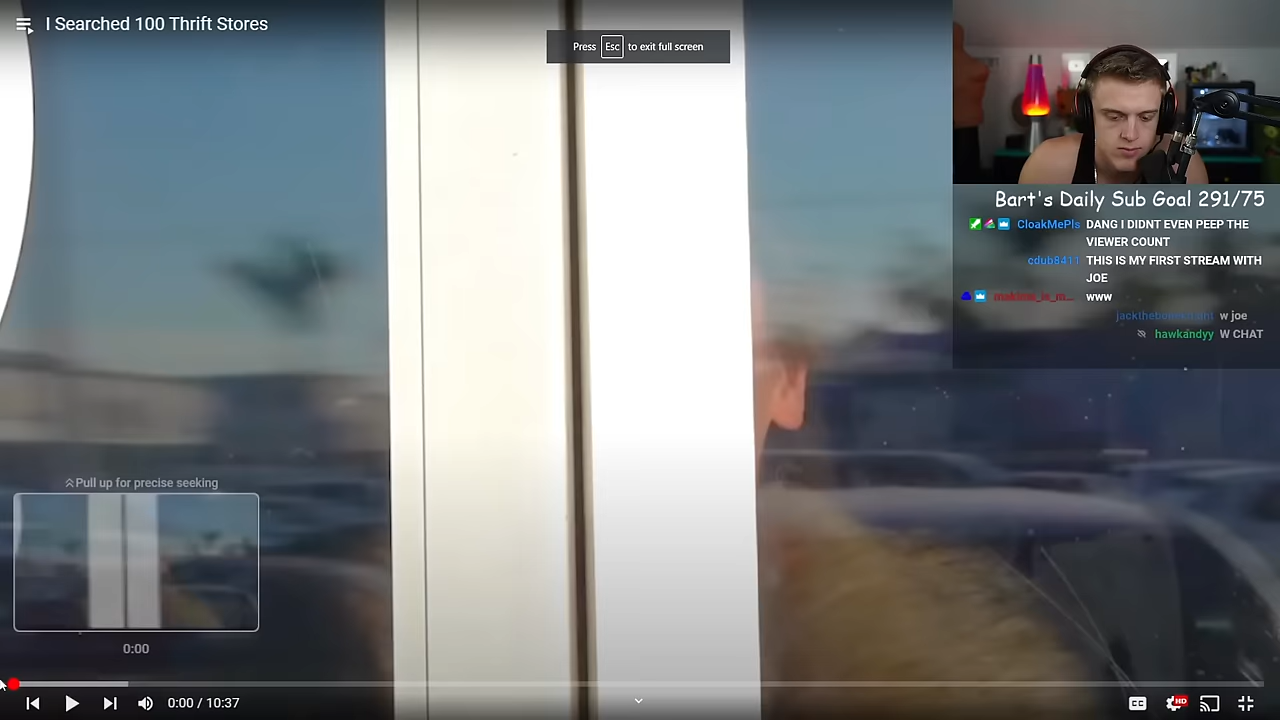 I Searched 100 Thrift Stores
Press Esc to exit full screen
Bart's Daily Sub Goal 291/75
CloakMePls DANG I DIDNT EVEN PEEP THE
VIEWER COUNT
cdub8411 THIS IS MY FIRST STREAM WITH
JOE
www
w joe
hawkandyy W CHAT
Pull up for precise seeking
0:00
0:00 / 10:37
CC
HD